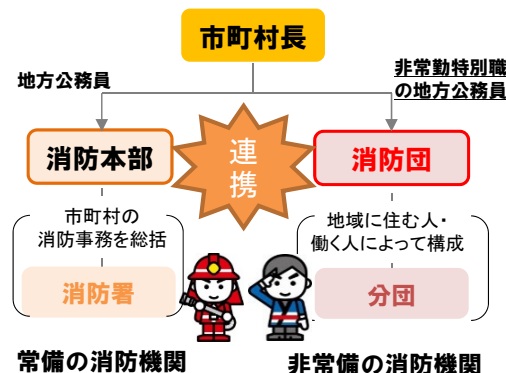 市町村長
地方公務員
非常勤特別職
の地方公務員
消防本部
連携
消防団
市町村の
消防事務を総括
地域に住む人・
働く人によって構成
消防署
分団
常備の消防機関
非常備の消防機関